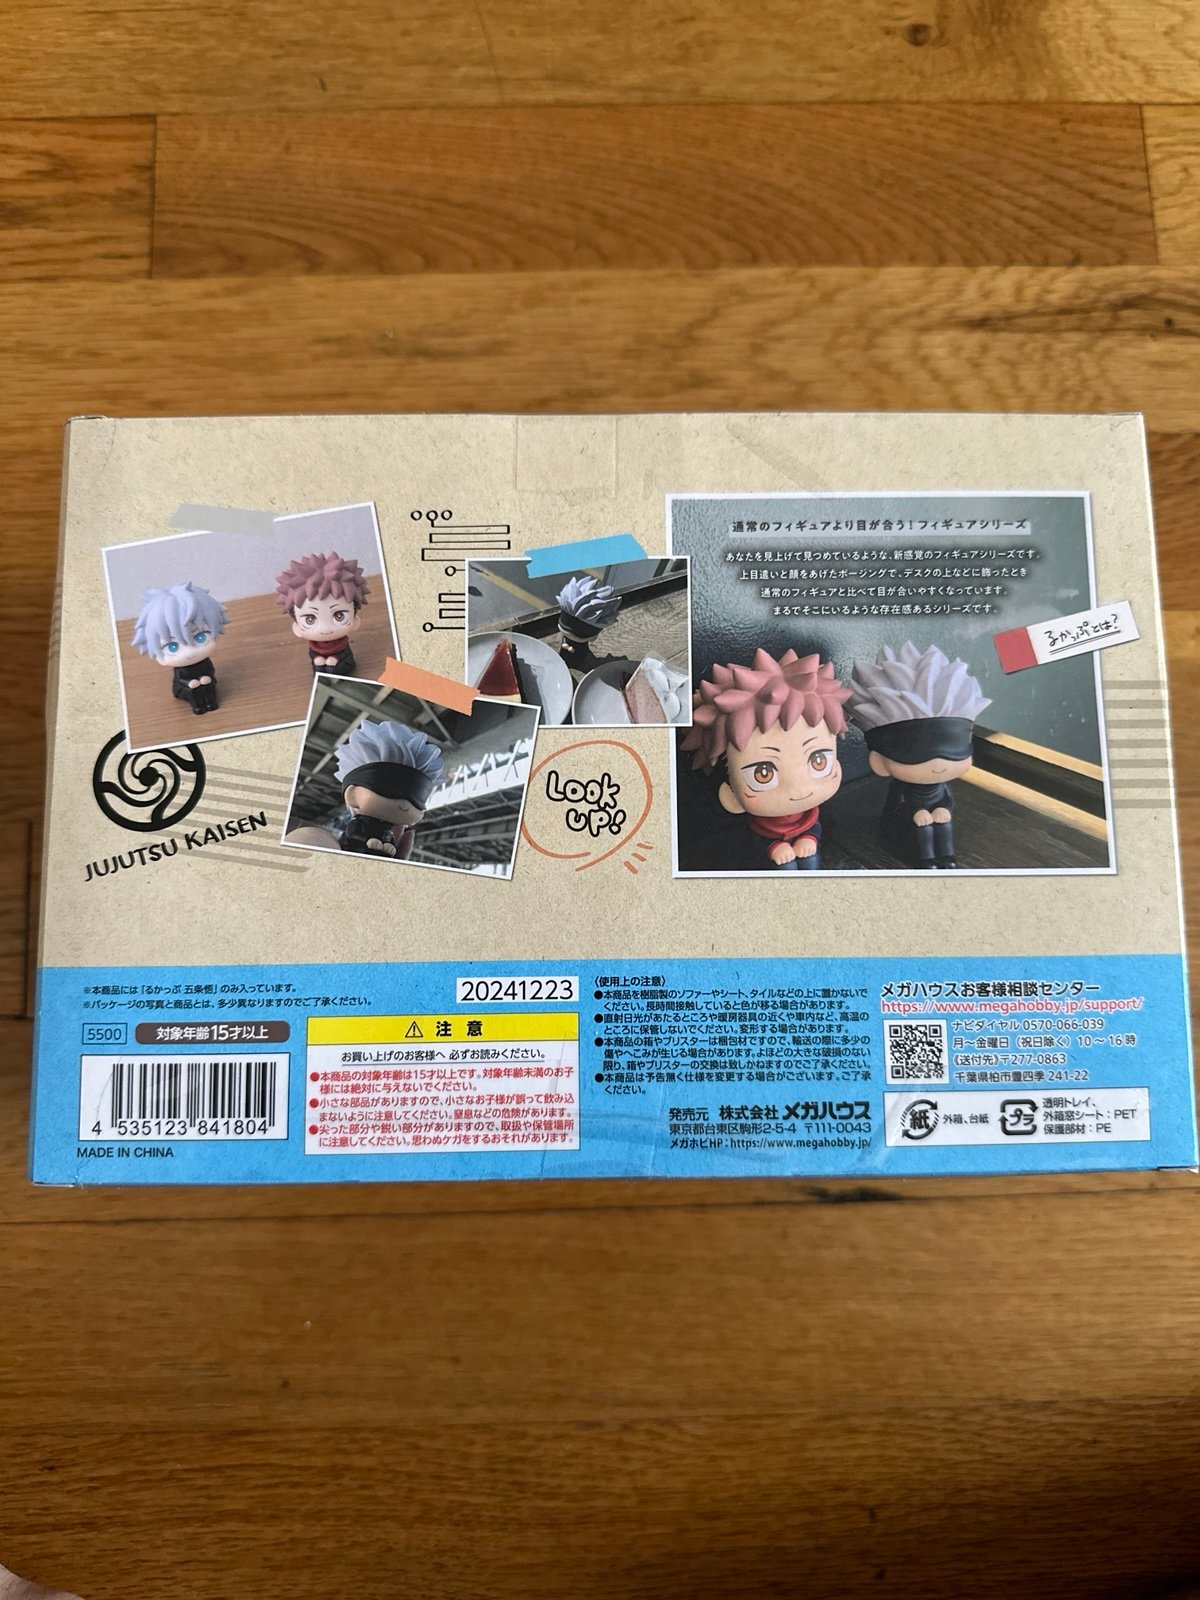 通常のフィギュアより目が合う!フィギュアシリーズ
あなたを見上げて見つめているような、新感覚のフィギュアシリーズです。
上目遣いと顔をあげたポージングで、デスクの上などに飾ったとき
通常のフィギュアと比べて目が合いやすくなっています。
まるでそこにいるような存在感あるシリーズです。
るかっぷとは?
Look
UP!
JUJUTSU KAISEN
※本商品には「るかっぷ 五条悟」のみ入っています。
※パッケージの写真と商品とは、多少異なりますのでご了承ください。
20241223
5500 対象年齢15才以上
4 535123 841804
MADE IN CHINA
注意
お買い上げのお客様へ 必ずお読みください。
●本商品の対象年齢は15才以上です。対象年齢未満のお子
様には絶対に与えないでください。
●小さな部品がありますので、小さなお子様が誤って飲み込
まないように注意してください。窒息などの危険があります。
●尖った部分や鋭い部分がありますので、取扱や保管場所
に注意してください。思わぬケガをするおそれがあります。
〈使用上の注意〉
●本商品を樹脂製のソファーやシート、タイルなどの上に置かないで
ください。長時間接触していると色が移る場合があります。
●直射日光があたるところや暖房器具の近くや車内など、高温の
ところに保管しないでください。変形する場合があります。
●本商品の箱やブリスターは梱包材ですので、輸送の際に多少の
傷やへこみが生じる場合があります。よほどの大きな破損のない
限り、箱やブリスターの交換は致しかねますのでご了承ください。
●本商品は予告無く仕様を変更する場合がございます。ご了承
ください。
発売元 株式会社 メガハウス
東京都台東区駒形2-5-4 〒111-0043
メガホビHP:https://www.megahobby.jp/
メガハウスお客様相談センター
https://www.megahobby.jp/support/
ナビダイヤル 0570-066-039
月〜金曜日(祝日除く)10〜16時
《送付先》〒277-0863
千葉県柏市豊四季 241-22
紙 外箱、台紙
プラ 透明トレイ、
外箱窓シート:PET
保護部材:PE